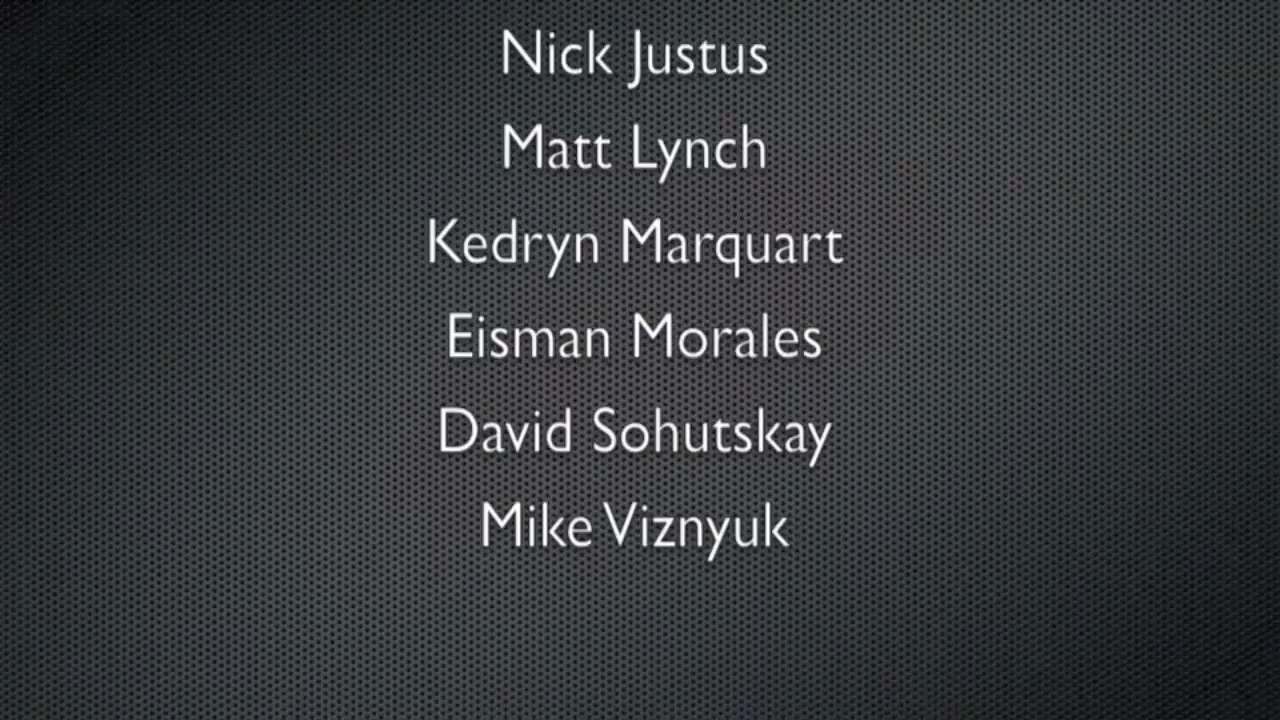 Nick Justus
Matt Lynch
Kedryn Marquart
Eisman Morales
David Sohutskay
Mike Viznyuk